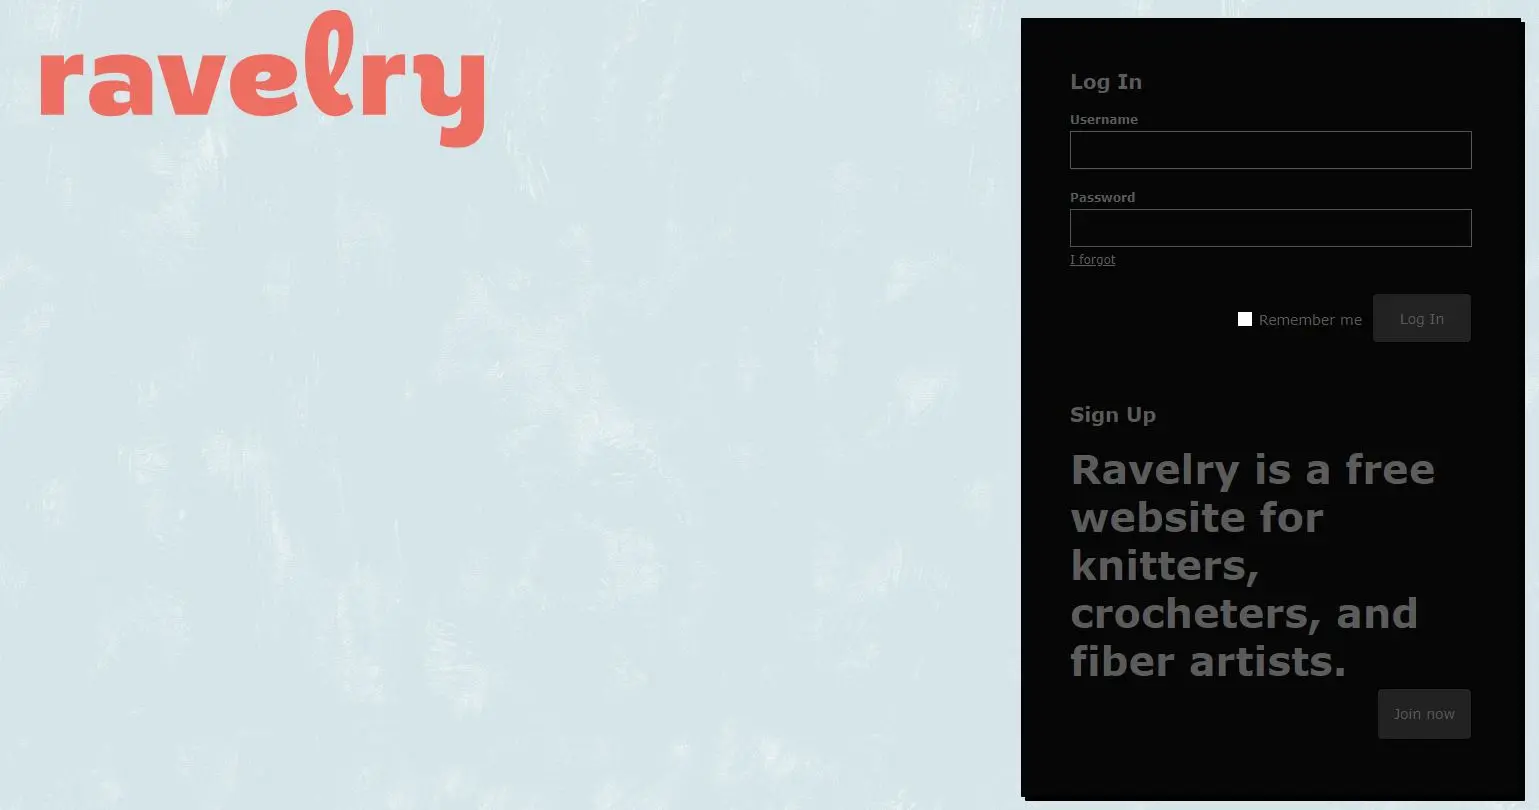 ravelry
Log In
Username
Password
I forgot
Remember me
Log In
Sign Up
Ravelry is a free
website for
knitters,
crocheters, and
fiber artists.
Join now